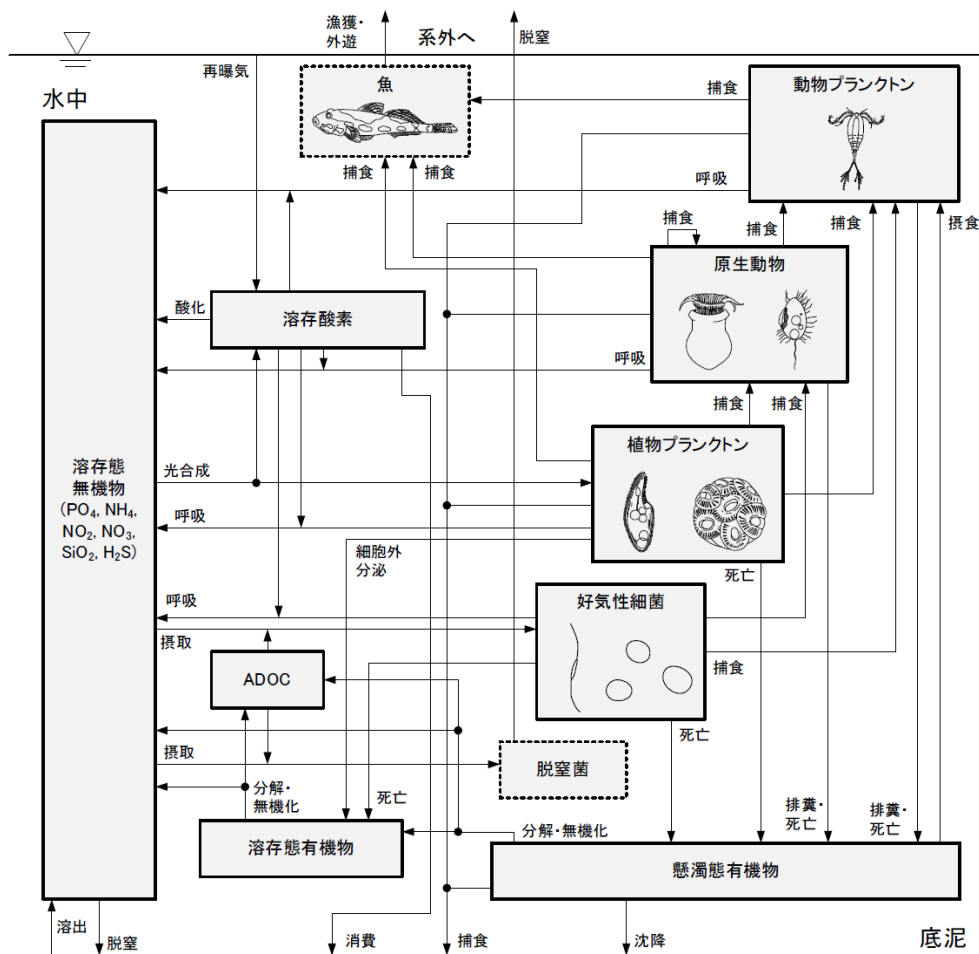 漁獲・
外遊
系外へ
脱窒
再曝気
水中
魚
捕食
動物プランクトン
捕食
捕食
呼吸
捕食
捕食
捕食
摂食
原生動物
酸化
溶存酸素
呼吸
捕食
捕食
植物プランクトン
溶存態
無機物
(PO4, NH4,
NO2, NO3,
SiO2, H2S)
光合成
呼吸
細胞外
分泌
死亡
好気性細菌
呼吸
摂取
ADOC
捕食
死亡
摂取
脱窒菌
分解・
無機化
死亡
排糞・
死亡
排糞・
死亡
溶存態有機物
分解・無機化
懸濁態有機物
溶出
脱窒
消費
捕食
沈降
底泥